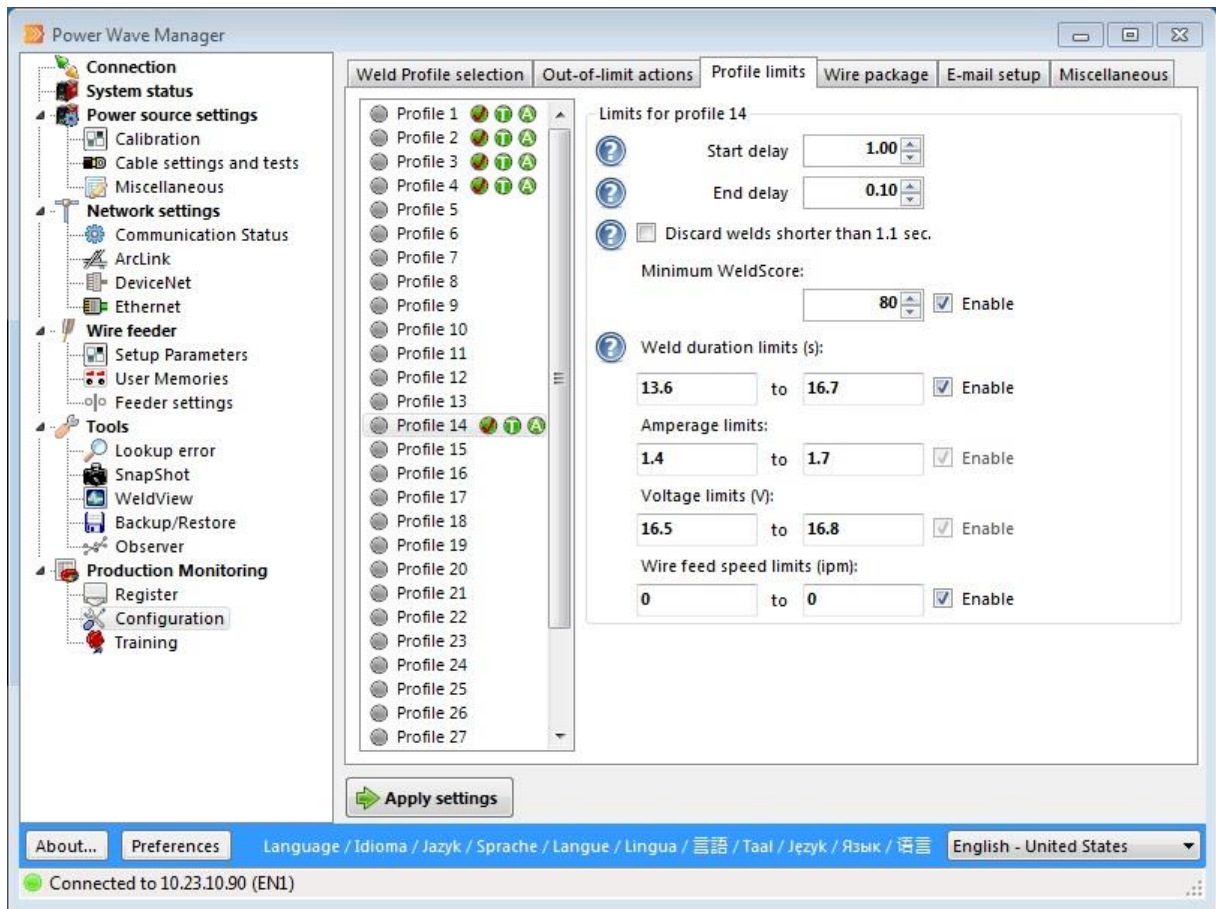 Power Wave Manager
Connection
System status
Power source settings
Calibration
Cable settings and tests
Miscellaneous
Network settings
Communication Status
ArcLink
DeviceNet
Ethernet
Wire feeder
Setup Parameters
User Memories
Feeder settings
Tools
Lookup error
SnapShot
WeldView
Backup/Restore
Observer
Production Monitoring
Register
Configuration
Training
Weld Profile selection Out-of-limit actions Profile limits Wire package E-mail setup Miscellaneous
Profile 1 T A
Profile 2 T A
Profile 3 T A
Profile 4 T A
Profile 5
Profile 6
Profile 7
Profile 8
Profile 9
Profile 10
Profile 11
Profile 12
Profile 13
Profile 14 T A
Profile 15
Profile 16
Profile 17
Profile 18
Profile 19
Profile 20
Profile 21
Profile 22
Profile 23
Profile 24
Profile 25
Profile 26
Profile 27
Limits for profile 14
? Start delay 1.00
? End delay 0.10
? Discard welds shorter than 1.1 sec.
Minimum WeldScore:
80 Enable
? Weld duration limits (s):
13.6 to 16.7 Enable
Amperage limits:
1.4 to 1.7 Enable
Voltage limits (V):
16.5 to 16.8 Enable
Wire feed speed limits (ipm):
0 to 0 Enable
Apply settings
About... Preferences Language / Idioma / Jazyk / Sprache / Langue / Lingua / 言語 / Taal / Język / Язык / 语言 English - United States
Connected to 10.23.10.90 (EN1)